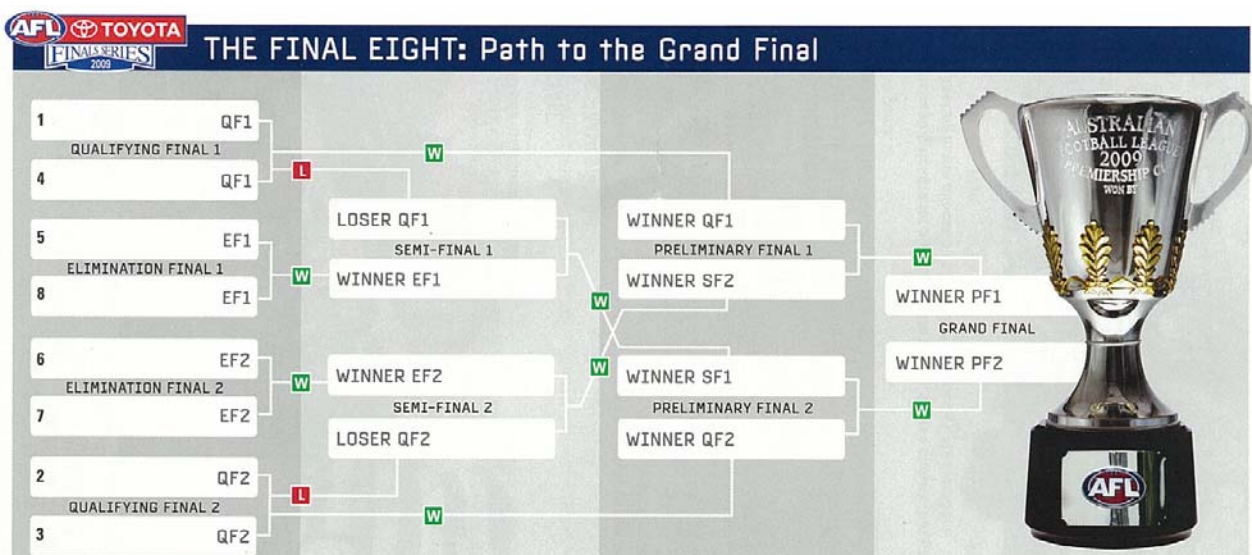 AFL TOYOTA
FINALS SERIES
2009
THE FINAL EIGHT: Path to the Grand Final
1 QF1
QUALIFYING FINAL 1
4 QF1
L
W
5 EF1
ELIMINATION FINAL 1
8 EF1
W
6 EF2
ELIMINATION FINAL 2
7 EF2
W
2 QF2
QUALIFYING FINAL 2
3 QF2
L
W
LOSER QF1
SEMI-FINAL 1
WINNER EF1
W
WINNER EF2
SEMI-FINAL 2
LOSER QF2
W
WINNER QF1
PRELIMINARY FINAL 1
WINNER SF2
W
WINNER SF1
PRELIMINARY FINAL 2
WINNER QF2
W
WINNER PF1
GRAND FINAL
WINNER PF2
AUSTRALIAN
FOOTBALL LEAGUE
2009
PREMIERSHIP
WON BY
AFL